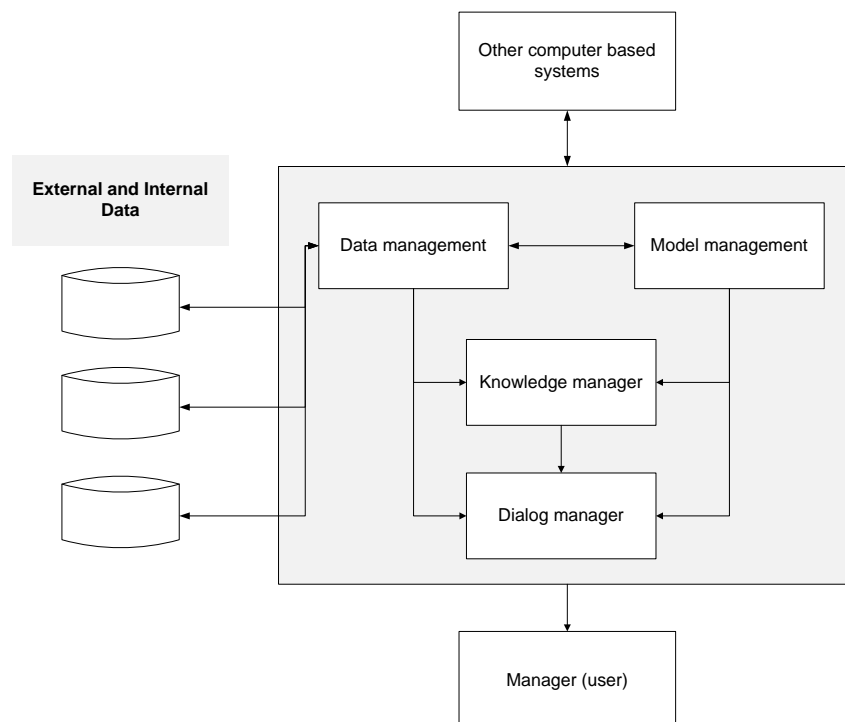 Other computer based
systems
External and Internal
Data
Data management
Model management
Knowledge manager
Dialog manager
Manager (user)